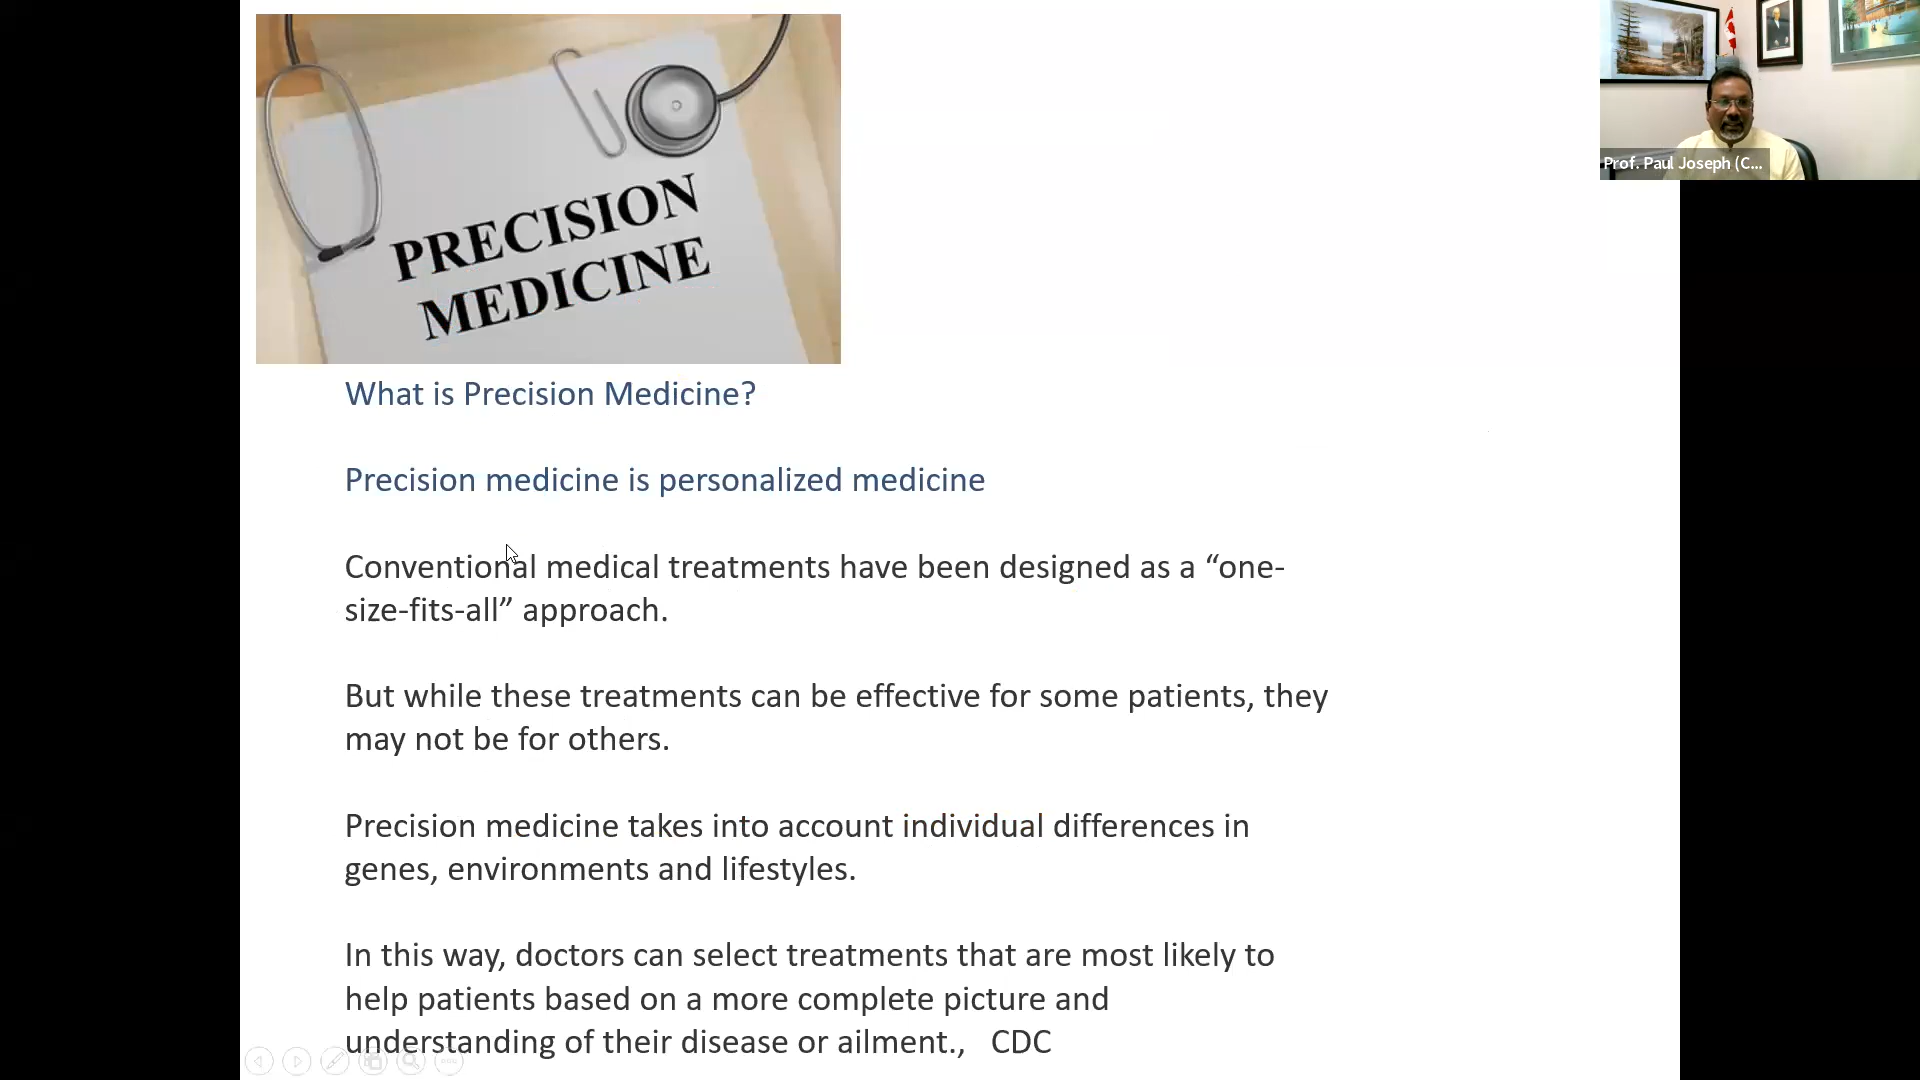 PRECISION
MEDICINE
Prof. Paul Joseph (C...
What is Precision Medicine?
Precision medicine is personalized medicine
Conventional medical treatments have been designed as a “one-
size-fits-all” approach.
But while these treatments can be effective for some patients, they
may not be for others.
Precision medicine takes into account individual differences in
genes, environments and lifestyles.
In this way, doctors can select treatments that are most likely to
help patients based on a more complete picture and
understanding of their disease or ailment., CDC